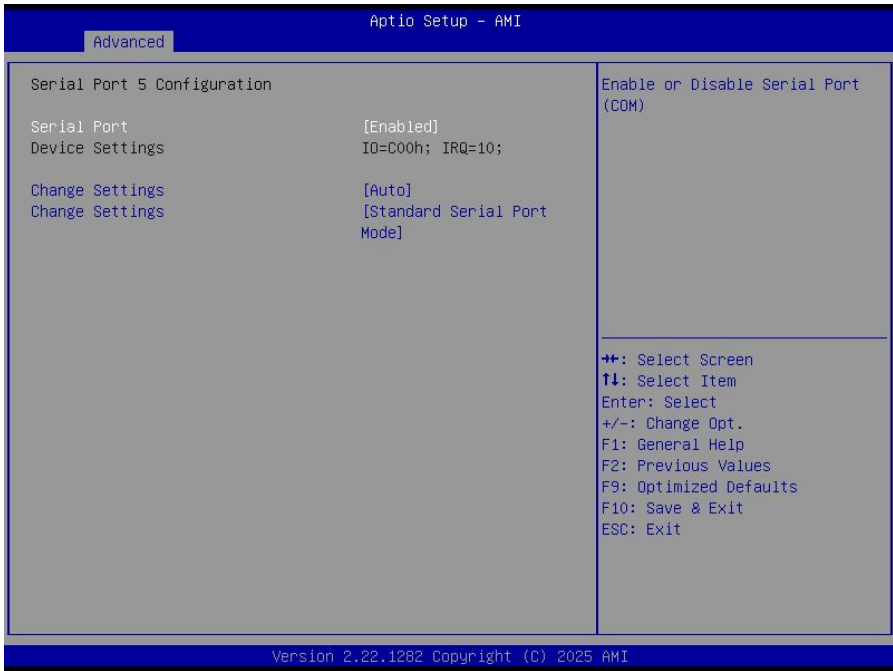 Aptio Setup - AMI
Advanced
Serial Port 5 Configuration
Serial Port [Enabled]
Device Settings IO=C00h; IRQ=10;
Change Settings [Auto]
Change Settings [Standard Serial Port
Mode]
Enable or Disable Serial Port
(COM)
→←: Select Screen
↑↓: Select Item
Enter: Select
+/-: Change Opt.
F1: General Help
F2: Previous Values
F9: Optimized Defaults
F10: Save & Exit
ESC: Exit
Version 2.22.1282 Copyright (C) 2025 AMI